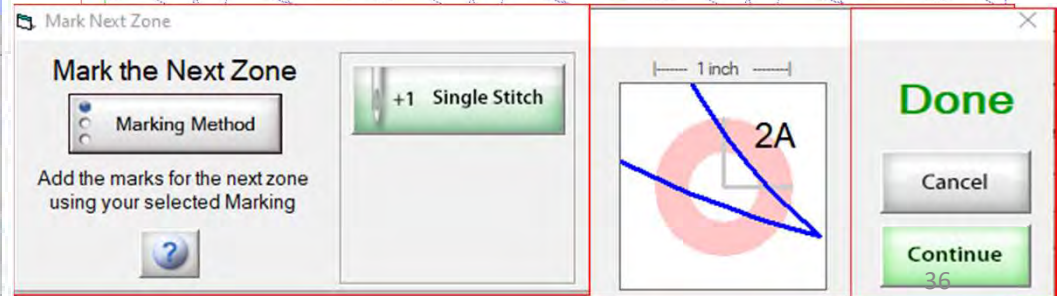 Mark Next Zone
Mark the Next Zone
Marking Method
Add the marks for the next zone
using your selected Marking
?
+1 Single Stitch
1 inch
2A
Done
Cancel
Continue
36